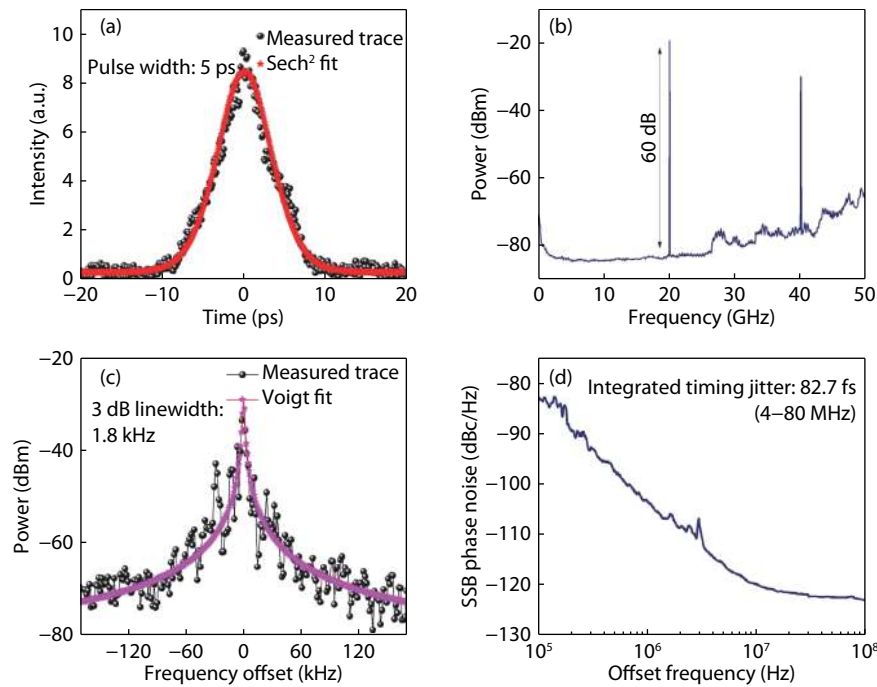 (a)
Measured trace
Sech² fit
Pulse width: 5 ps
Intensity (a.u.)
10
8
6
4
2
0
−20
−10
0
10
20
Time (ps)
(b)
60 dB
Power (dBm)
−20
−40
−60
−80
0
10
20
30
40
50
Frequency (GHz)
(c)
Measured trace
Voigt fit
3 dB linewidth:
1.8 kHz
Power (dBm)
−20
−40
−60
−80
−120
−60
0
60
120
Frequency offset (kHz)
(d)
Integrated timing jitter: 82.7 fs
(4−80 MHz)
SSB phase noise (dBc/Hz)
−80
−90
−100
−110
−120
−130
10⁵
10⁶
10⁷
10⁸
Offset frequency (Hz)